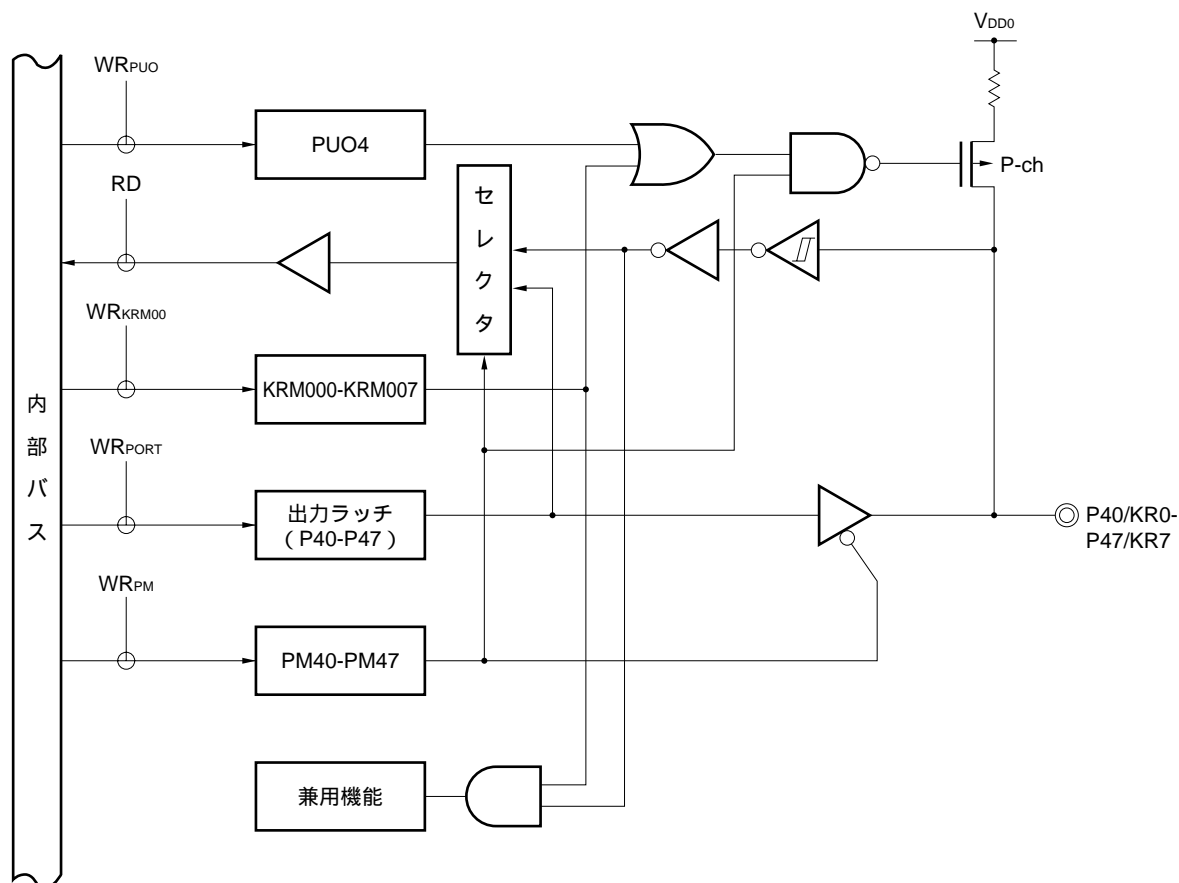 VDD0
WRPUO
PUO4
P-ch
RD
セレクタ
WRKRM00
KRM000-KRM007
内部バス
WRPORT
出力ラッチ
(P40-P47)
P40/KR0-
P47/KR7
WRPM
PM40-PM47
兼用機能